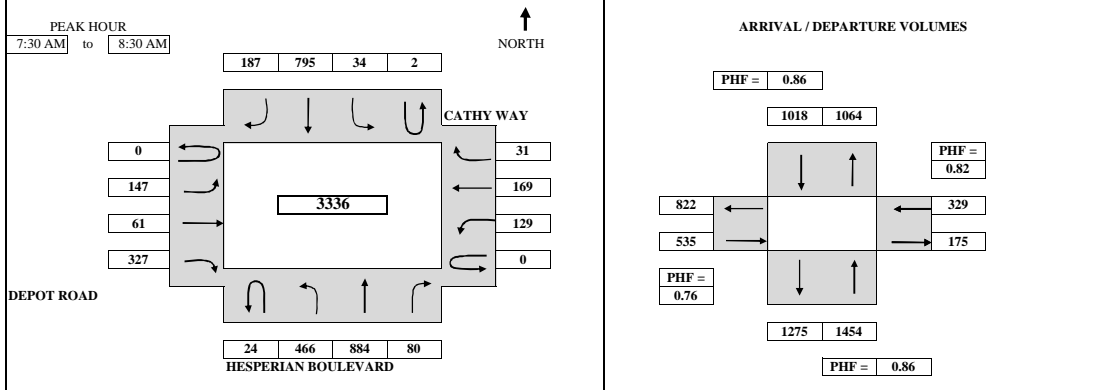 PEAK HOUR
7:30 AM to 8:30 AM
NORTH
187 795 34 2
CATHY WAY
0 31
147 169
3336
61 129
327 0
DEPOT ROAD
24 466 884 80
HESPERIAN BOULEVARD
ARRIVAL / DEPARTURE VOLUMES
PHF = 0.86
1018 1064
PHF =
0.82
822 329
535 175
PHF =
0.76
1275 1454
PHF = 0.86